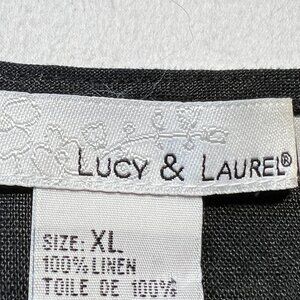 LUCY & LAUREL®
SIZE: XL
100% LINEN
TOILE DE 100%